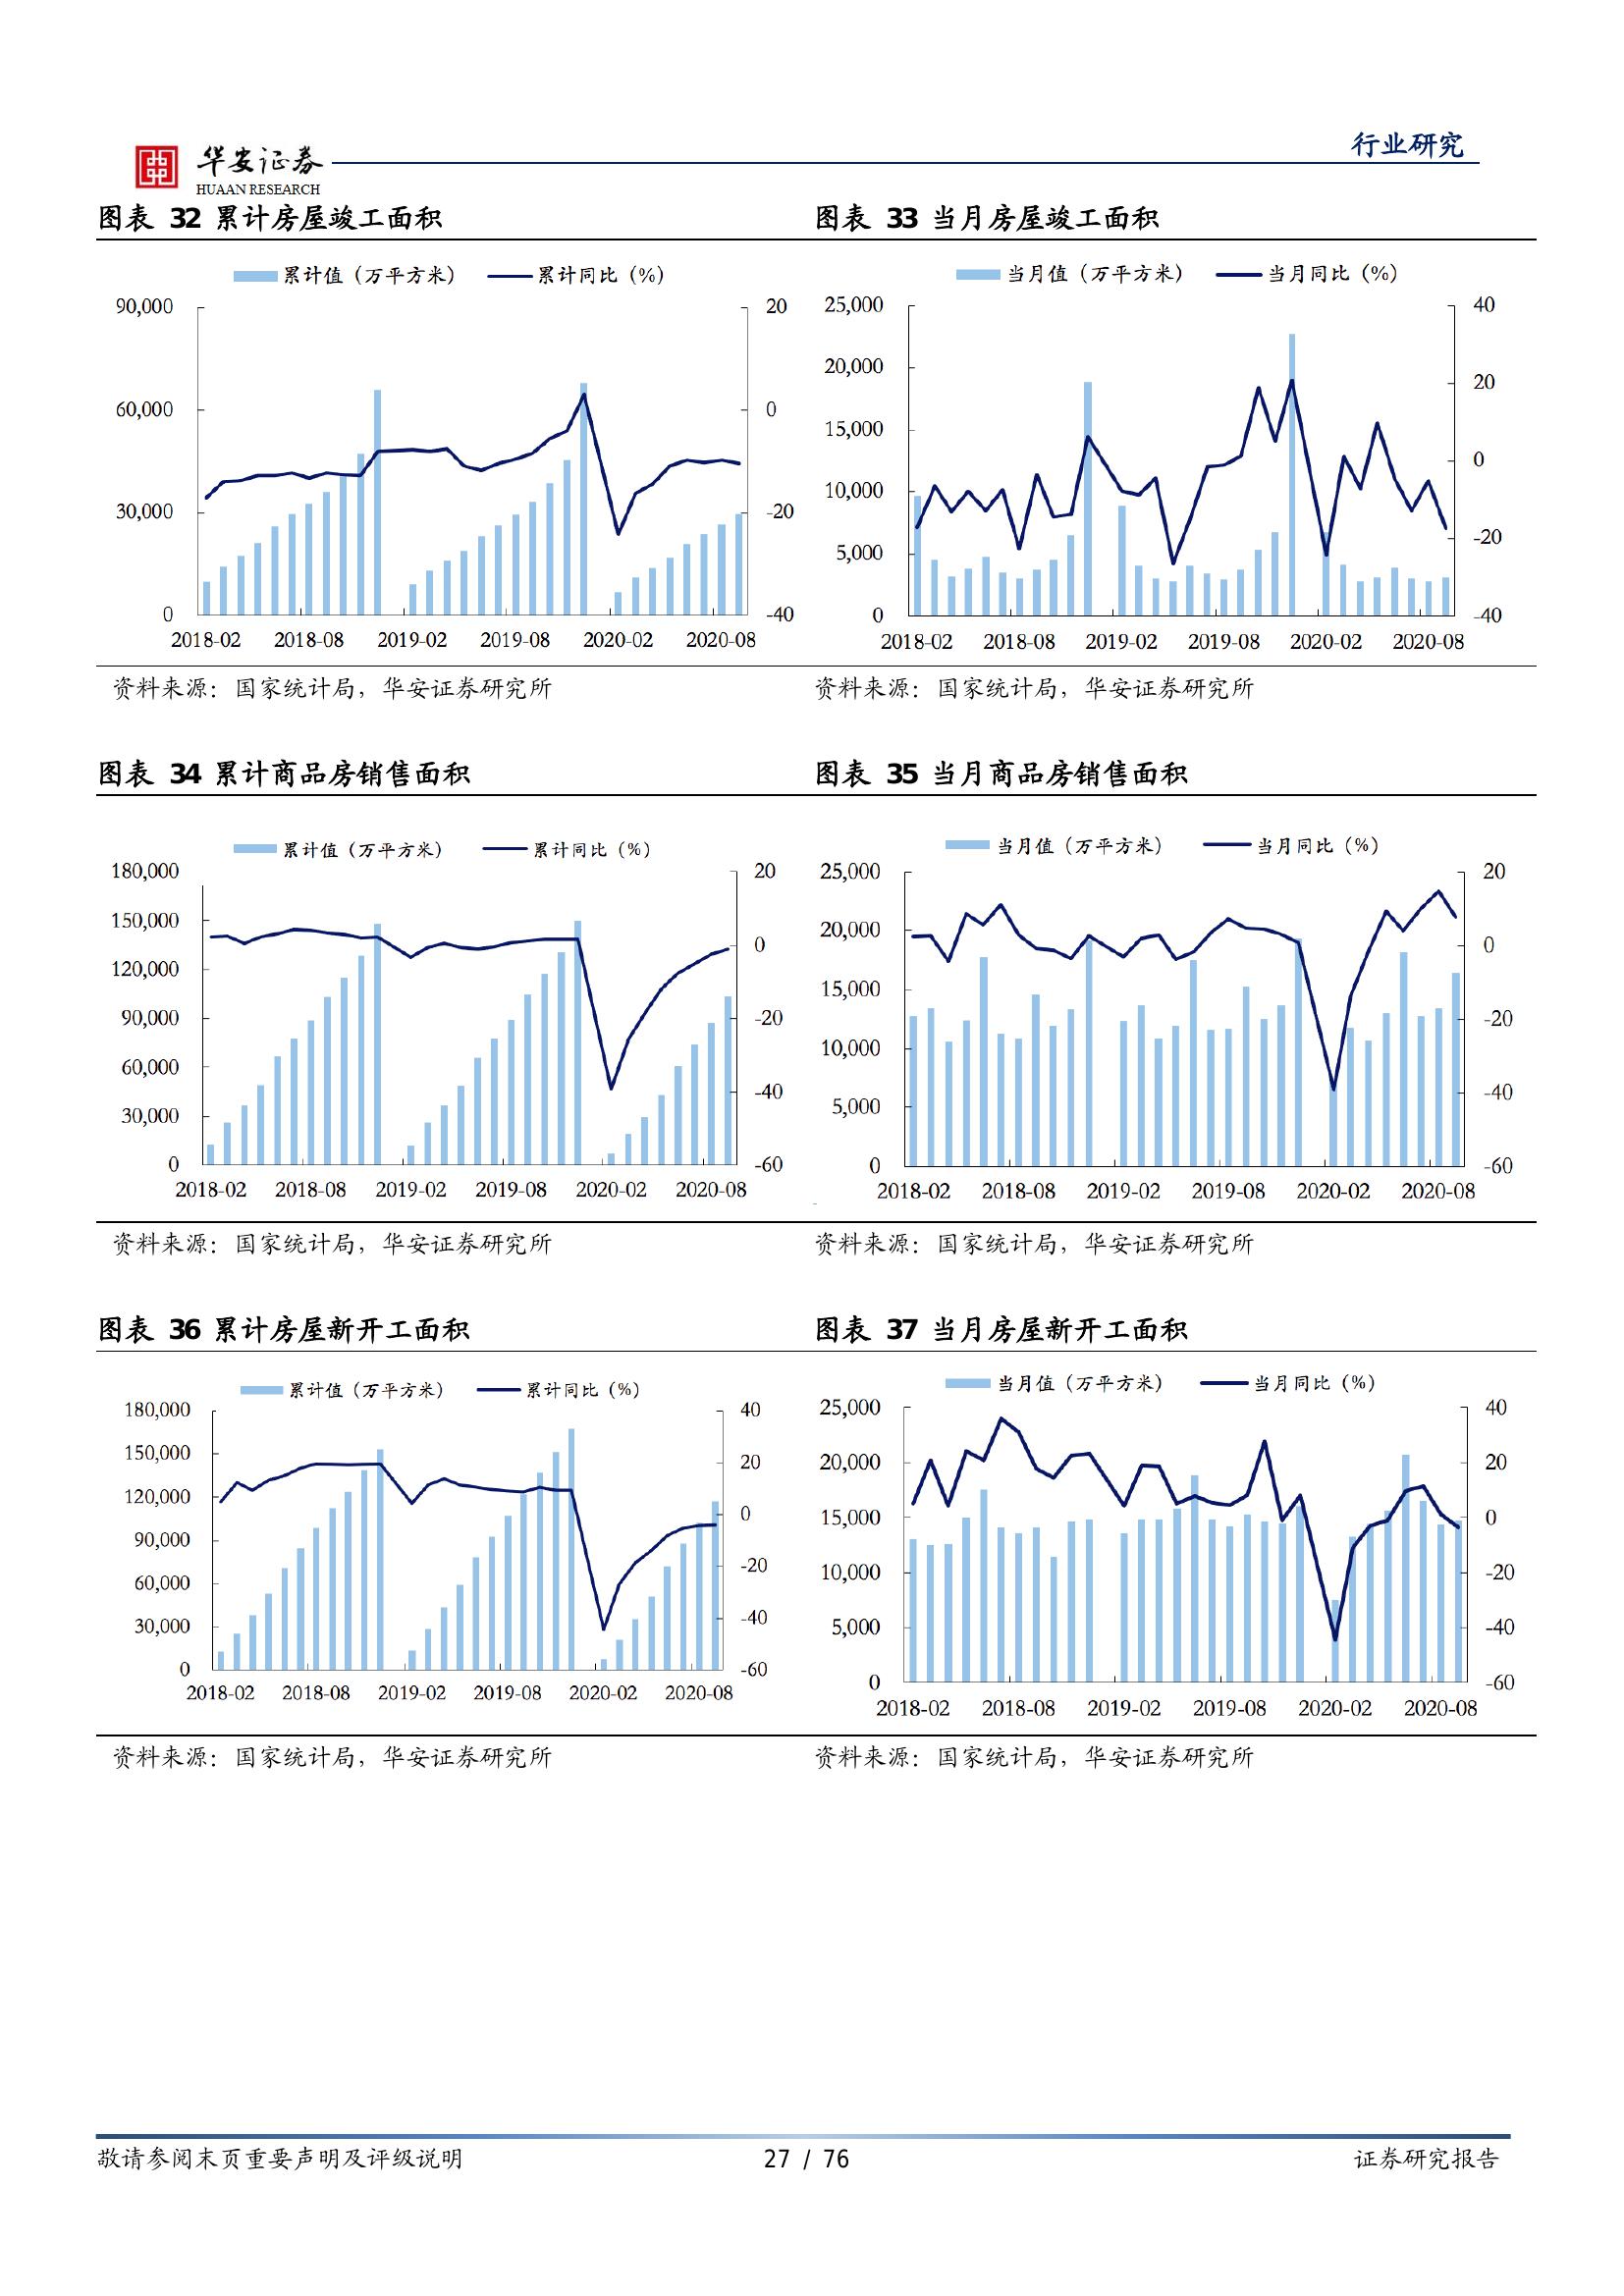 行业研究
华安证券
HUAAN RESEARCH
图表 32 累计房屋竣工面积
图表 33 当月房屋竣工面积
累计值（万平方米） 累计同比（%）
90,000
60,000
30,000
0
20
0
-20
-40
2018-02 2018-08 2019-02 2019-08 2020-02 2020-08
当月值（万平方米） 当月同比（%）
25,000
20,000
15,000
10,000
5,000
0
40
20
0
-20
-40
2018-02 2018-08 2019-02 2019-08 2020-02 2020-08
资料来源：国家统计局，华安证券研究所
资料来源：国家统计局，华安证券研究所
图表 34 累计商品房销售面积
图表 35 当月商品房销售面积
累计值（万平方米） 累计同比（%）
180,000
150,000
120,000
90,000
60,000
30,000
0
20
0
-20
-40
-60
2018-02 2018-08 2019-02 2019-08 2020-02 2020-08
当月值（万平方米） 当月同比（%）
25,000
20,000
15,000
10,000
5,000
0
20
0
-20
-40
-60
2018-02 2018-08 2019-02 2019-08 2020-02 2020-08
资料来源：国家统计局，华安证券研究所
资料来源：国家统计局，华安证券研究所
图表 36 累计房屋新开工面积
图表 37 当月房屋新开工面积
累计值（万平方米） 累计同比（%）
180,000
150,000
120,000
90,000
60,000
30,000
0
40
20
0
-20
-40
-60
2018-02 2018-08 2019-02 2019-08 2020-02 2020-08
当月值（万平方米） 当月同比（%）
25,000
20,000
15,000
10,000
5,000
0
40
20
0
-20
-40
-60
2018-02 2018-08 2019-02 2019-08 2020-02 2020-08
资料来源：国家统计局，华安证券研究所
资料来源：国家统计局，华安证券研究所
敬请参阅末页重要声明及评级说明
27 / 76
证券研究报告